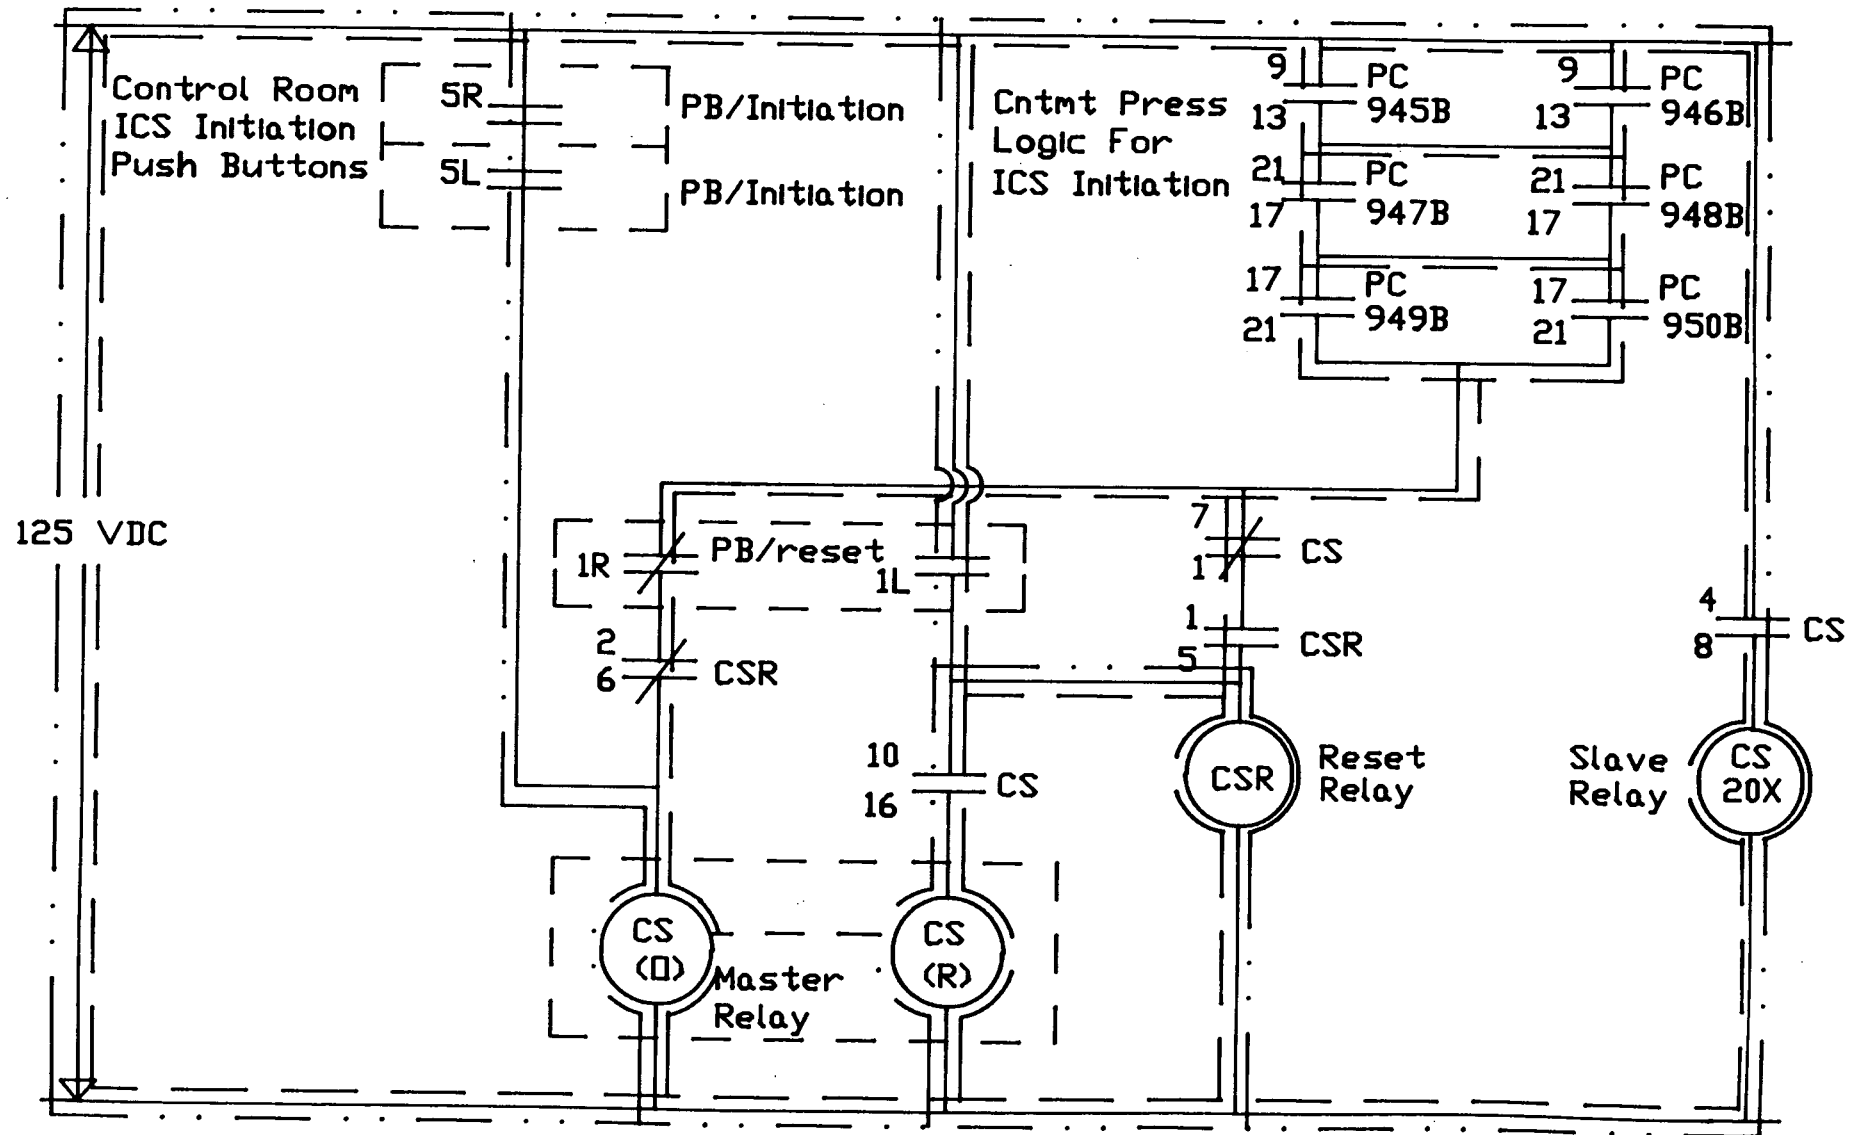 Control Room
ICS Initiation
Push Buttons
5R
PB/Initiation
5L
PB/Initiation
Cntmt Press
Logic For
ICS Initiation
9
13
PC
945B
9
13
PC
946B
21
17
PC
947B
21
17
PC
948B
17
21
PC
949B
17
21
PC
950B
125 VDC
1R
PB/reset
1L
7
1
CS
2
6
CSR
1
5
CSR
4
8
CS
10
16
CS
CSR
Reset
Relay
Slave
Relay
CS
20X
CS
(O)
Master
Relay
CS
(R)